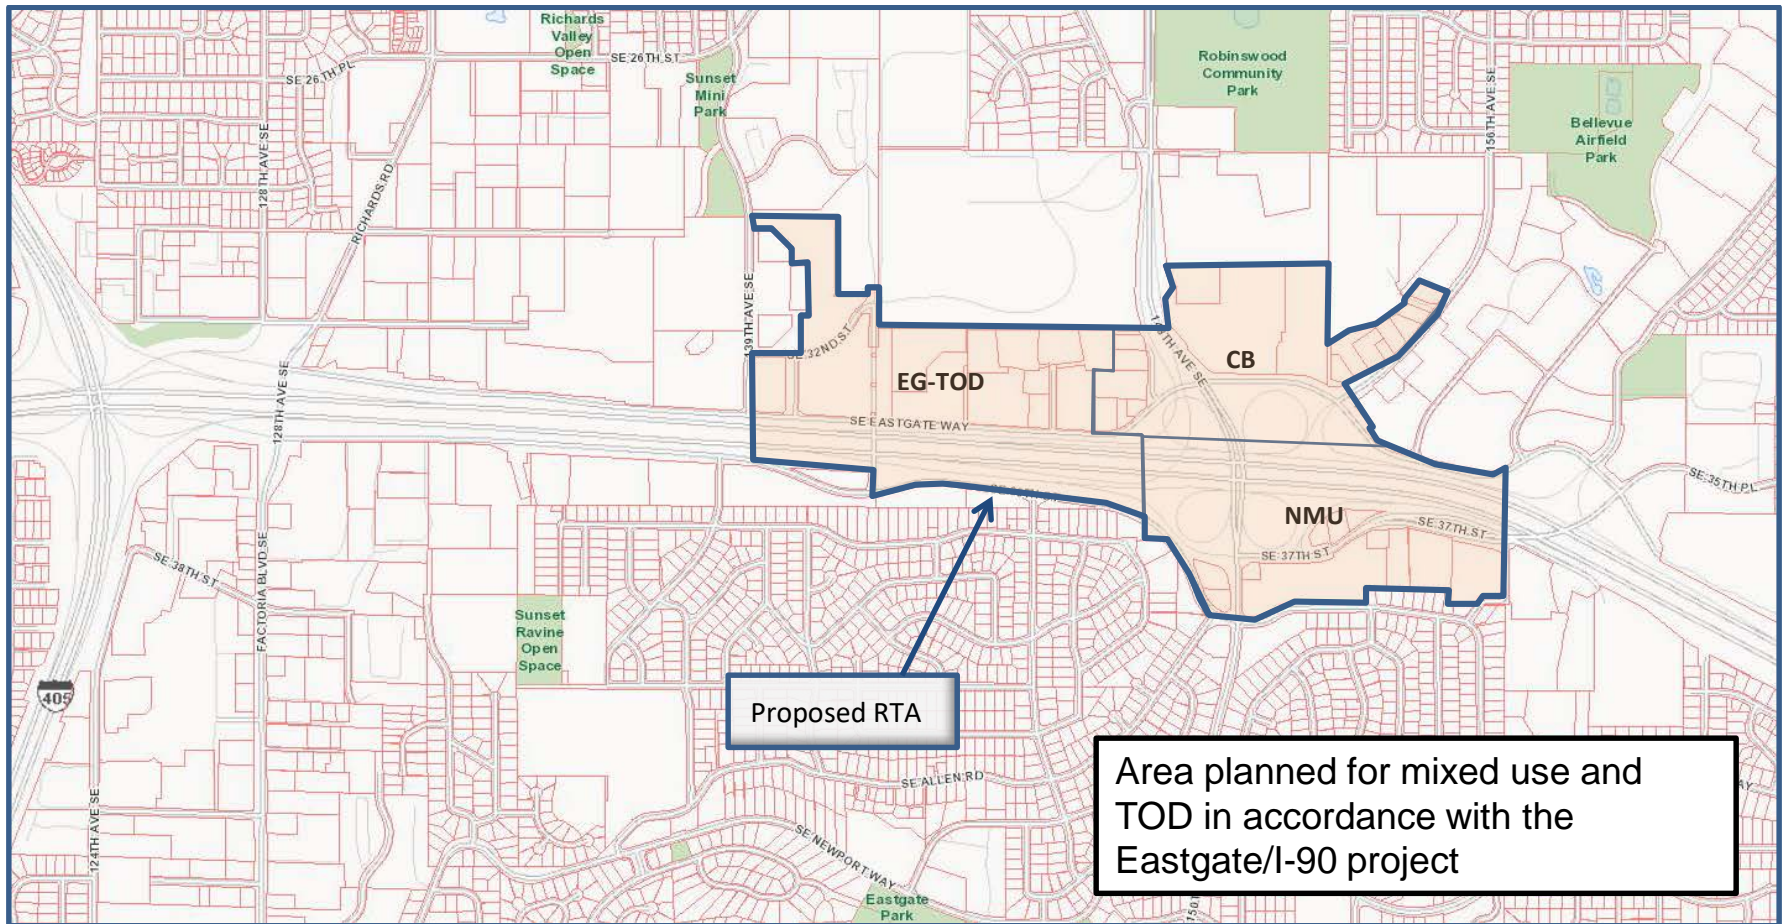 Richards
Valley
Open
Space
SE 26TH PL
SE 26TH ST
Sunset
Mini
Park
Robinswood
Community
Park
Bellevue
Airfield
Park
156TH AVE SE
128TH AVE SE
RICHARDS RD
139TH AVE SE
SE 32ND ST
AVE SE
CB
EG-TOD
SE EASTGATE WAY
128TH AVE SE
SE 35TH PL
NMU
SE 37TH ST
SE 37TH ST
SE 38TH ST
FACTORIA BLVD SE
Sunset
Ravine
Open
Space
405
Proposed RTA
SE ALLEN RD
124TH AVE SE
SE NEWPORT WAY
Eastgate
Park
Area planned for mixed use and
TOD in accordance with the
Eastgate/I-90 project
WAY